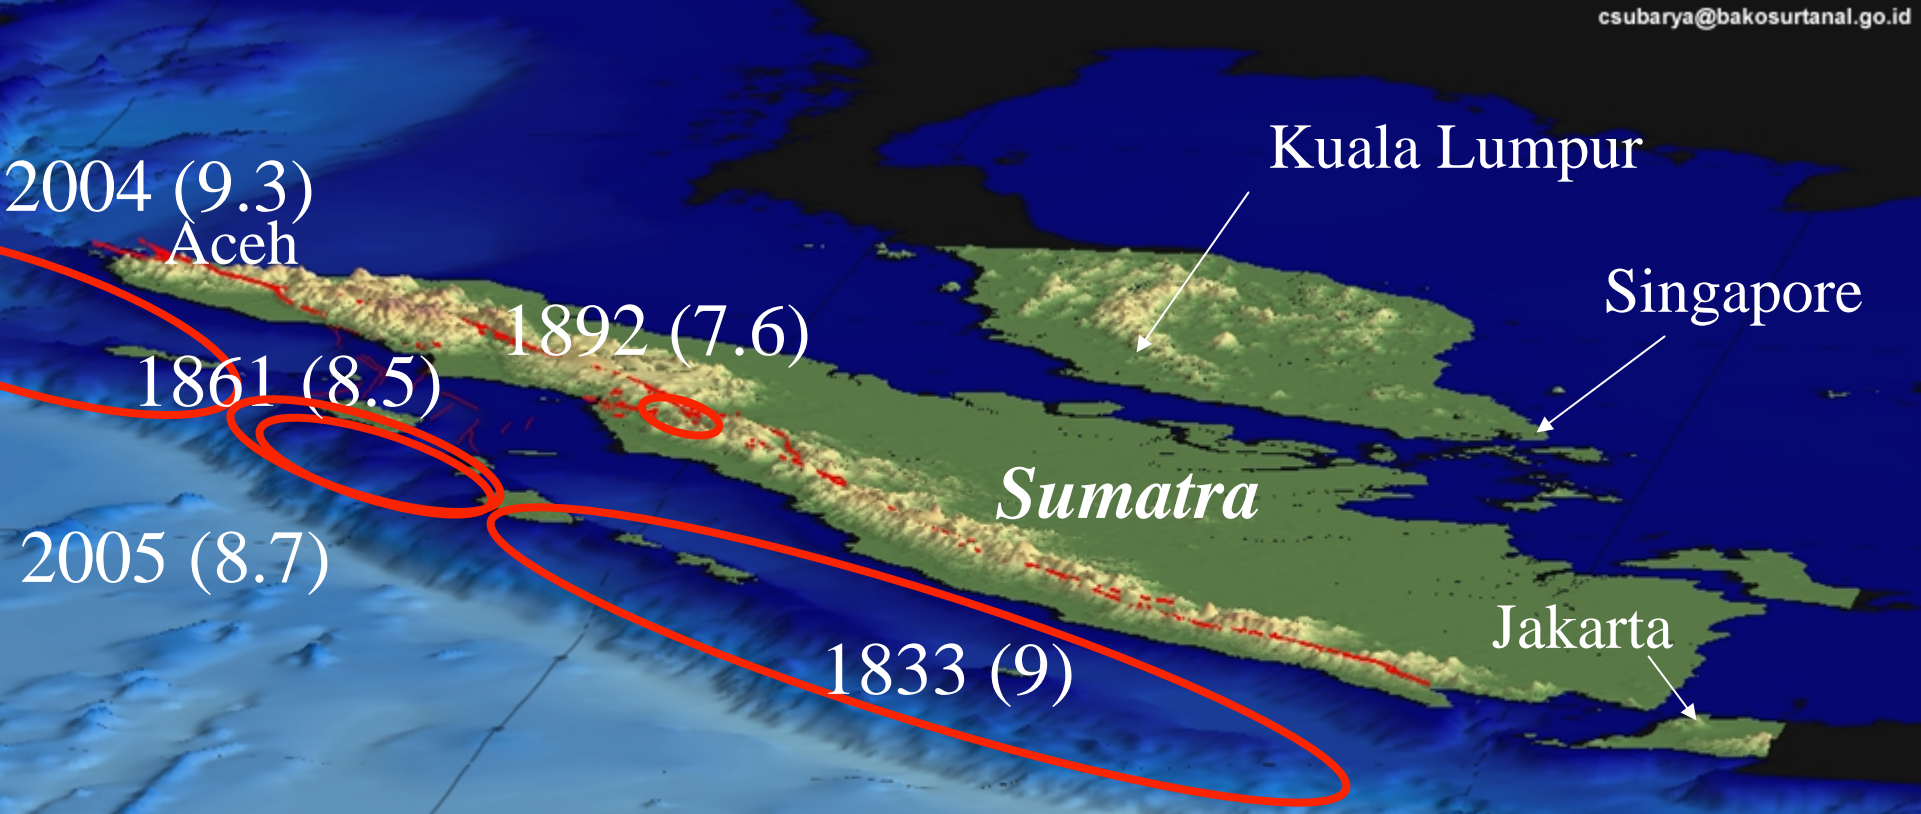 csubarya@bakosurtanal.go.id
Kuala Lumpur
2004 (9.3)
Aceh
Singapore
1892 (7.6)
1861 (8.5)
Sumatra
2005 (8.7)
Jakarta
1833 (9)